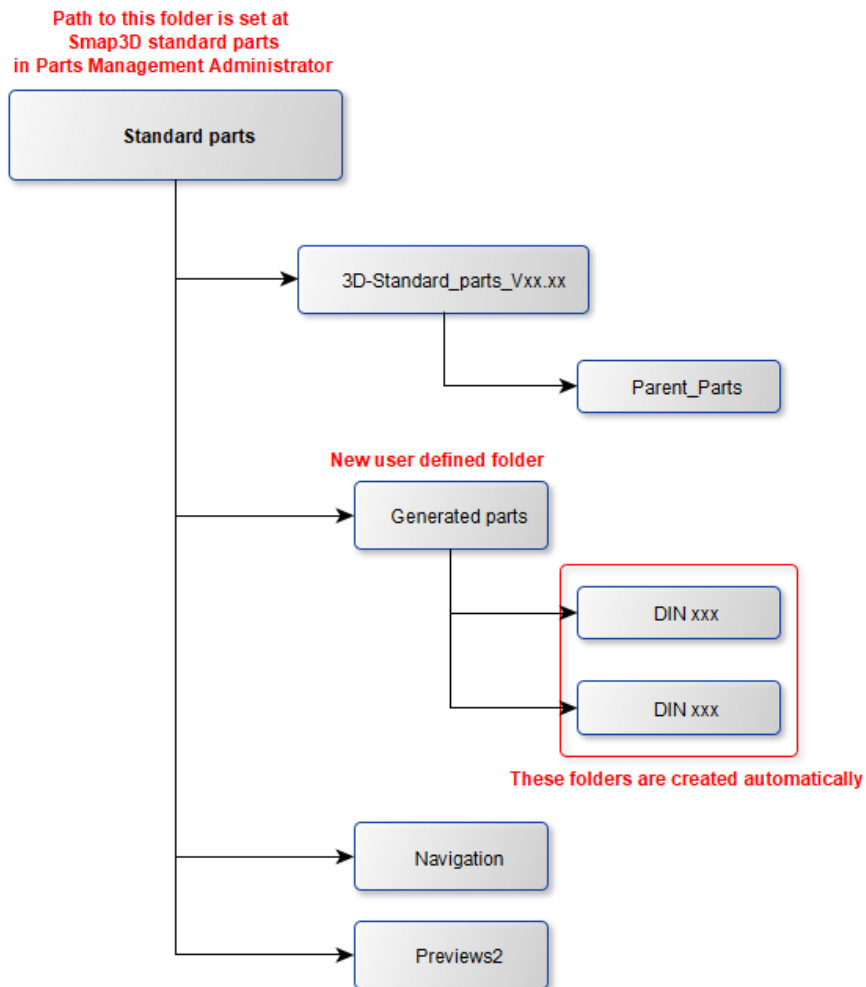 Path to this folder is set at
Smap3D standard parts
in Parts Management Administrator
Standard parts
3D-Standard_parts_Vxx.xx
Parent_Parts
New user defined folder
Generated parts
DIN xxx
DIN xxx
These folders are created automatically
Navigation
Previews2